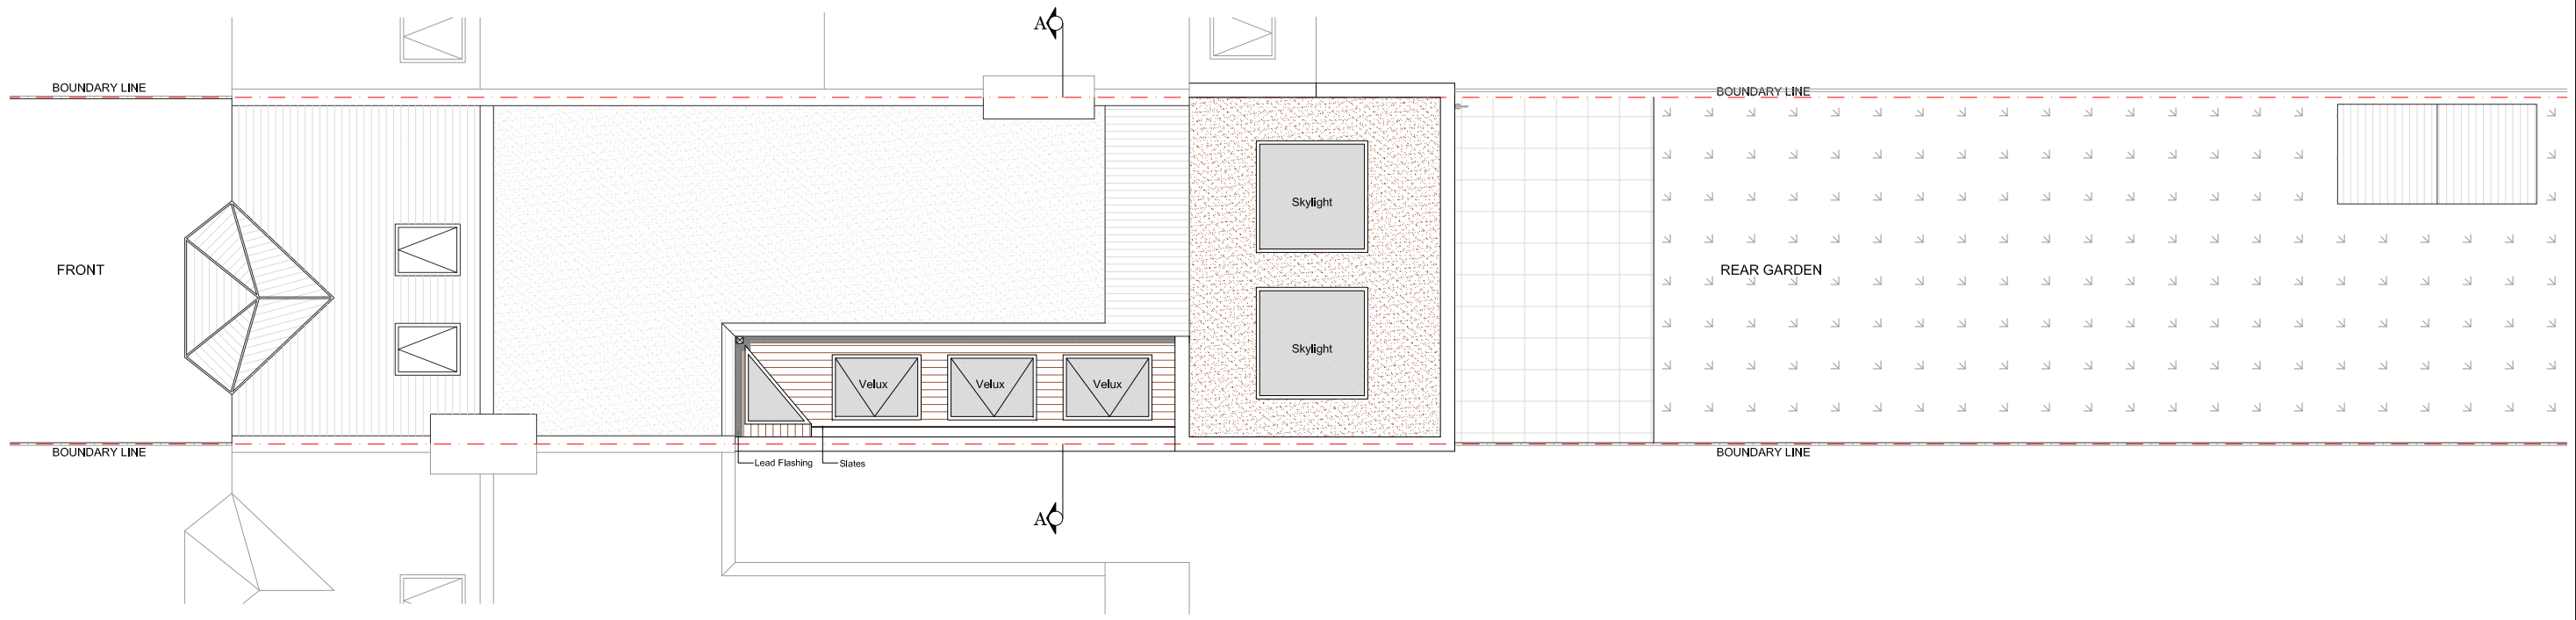 A
BOUNDARY LINE
BOUNDARY LINE
Skylight
FRONT
REAR GARDEN
Skylight
Velux
Velux
Velux
BOUNDARY LINE
BOUNDARY LINE
Lead Flashing
Slates
A